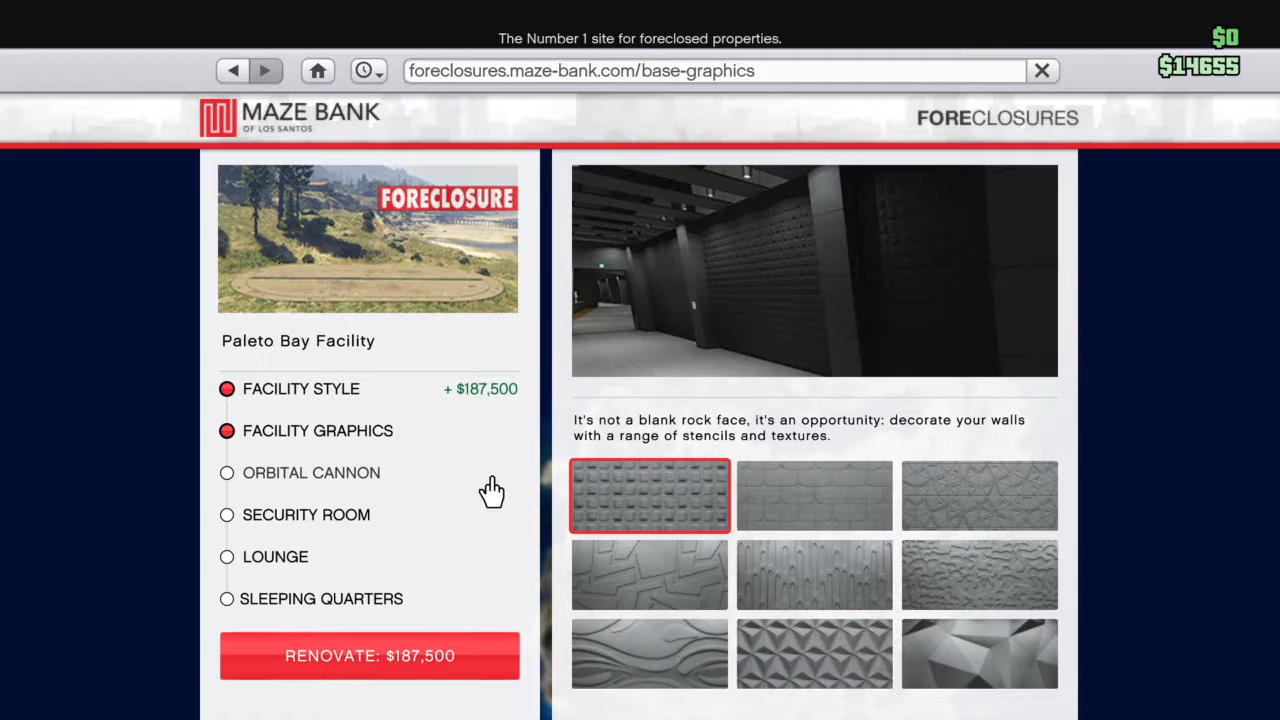 The Number 1 site for foreclosed properties.
$0
$14655
foreclosures.maze-bank.com/base-graphics
MAZE BANK
OF LOS SANTOS
FORECLOSURES
FORECLOSURE
Paleto Bay Facility
FACILITY STYLE + $187,500
FACILITY GRAPHICS
ORBITAL CANNON
SECURITY ROOM
LOUNGE
SLEEPING QUARTERS
RENOVATE: $187,500
It's not a blank rock face, it's an opportunity: decorate your walls
with a range of stencils and textures.